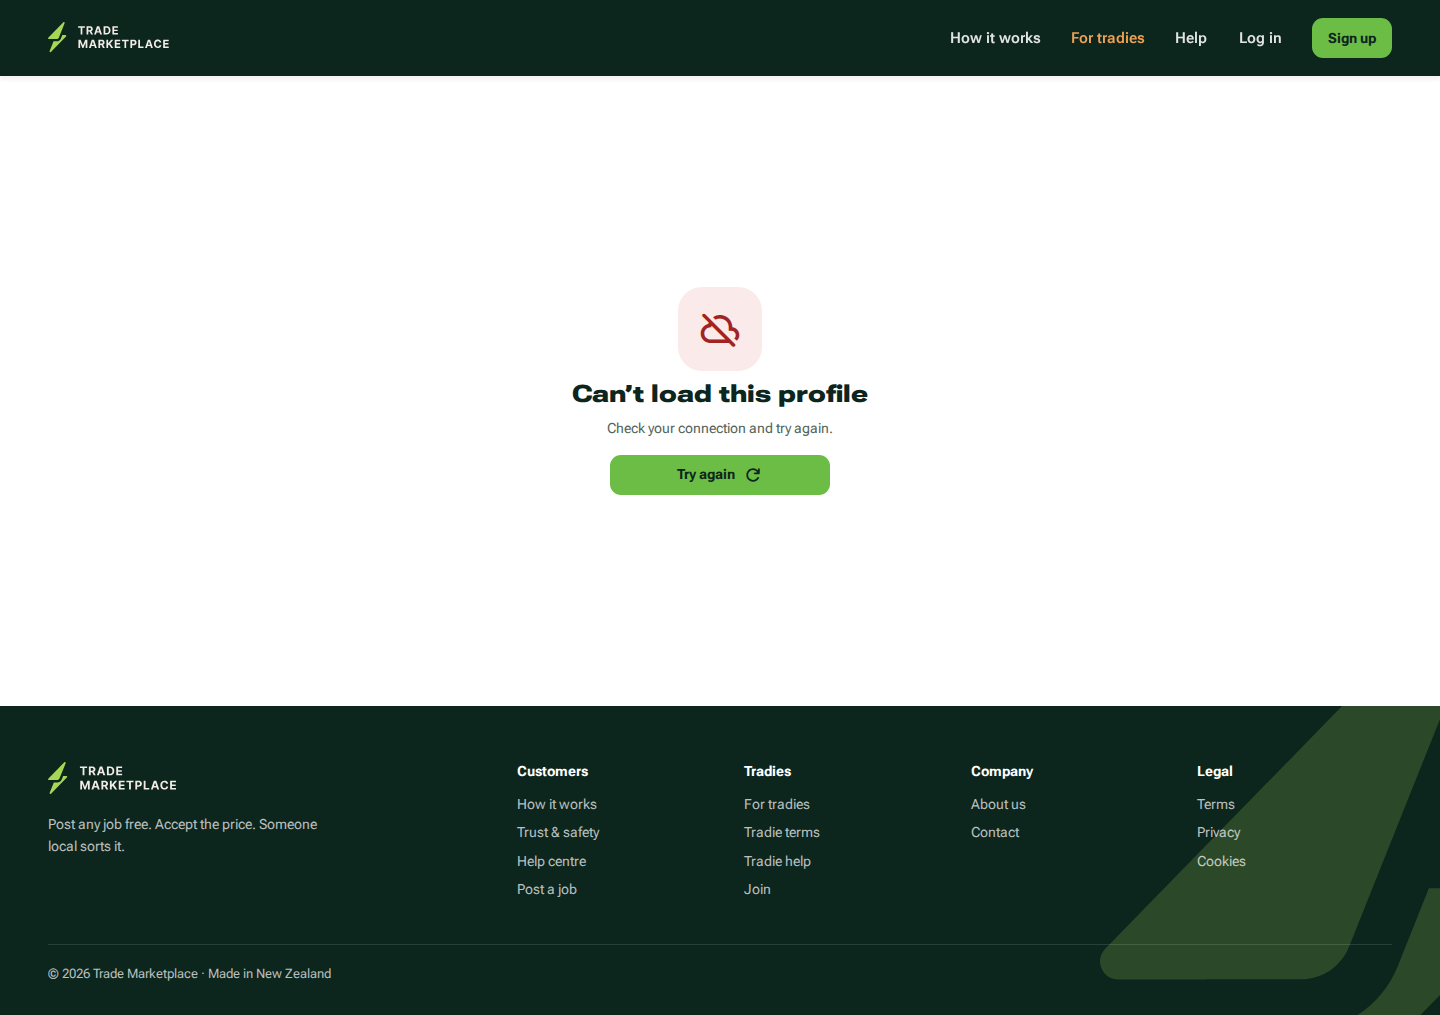 TRADE
MARKETPLACE
How it works
For tradies
Help
Log in
Sign up
Can't load this profile
Check your connection and try again.
Try again
TRADE
MARKETPLACE
Post any job free. Accept the price. Someone
local sorts it.
Customers
How it works
Trust & safety
Help centre
Post a job
Tradies
For tradies
Tradie terms
Tradie help
Join
Company
About us
Contact
Legal
Terms
Privacy
Cookies
© 2026 Trade Marketplace · Made in New Zealand